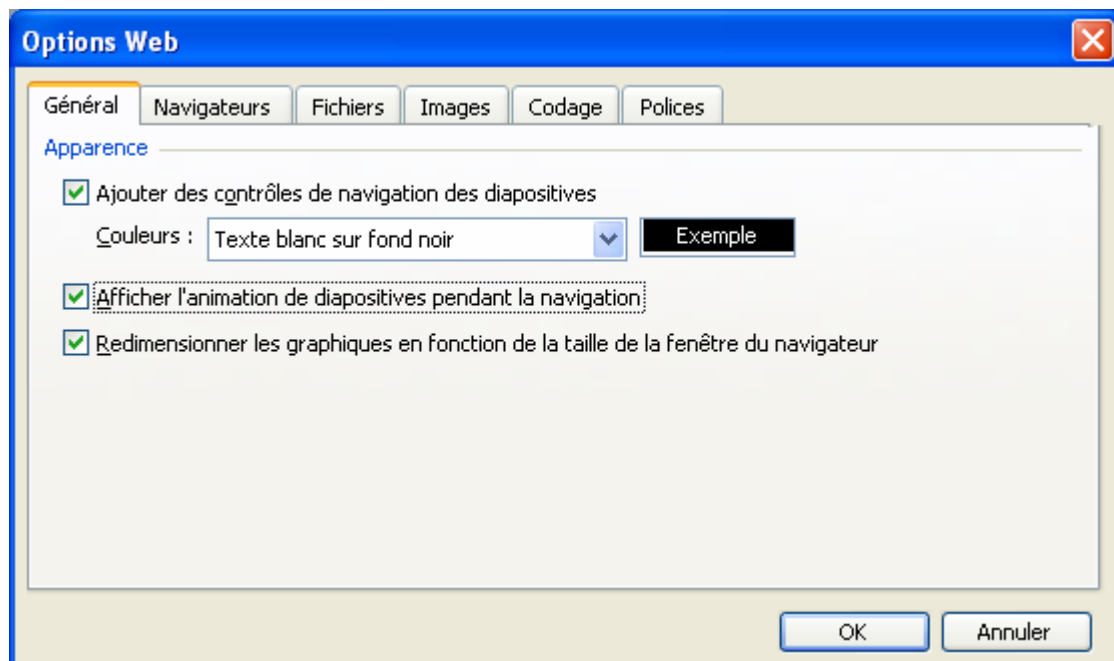 Options Web
Général Navigateurs Fichiers Images Codage Polices
Apparence
Ajouter des contrôles de navigation des diapositives
Couleurs : Texte blanc sur fond noir Exemple
Afficher l'animation de diapositives pendant la navigation
Redimensionner les graphiques en fonction de la taille de la fenêtre du navigateur
OK Annuler